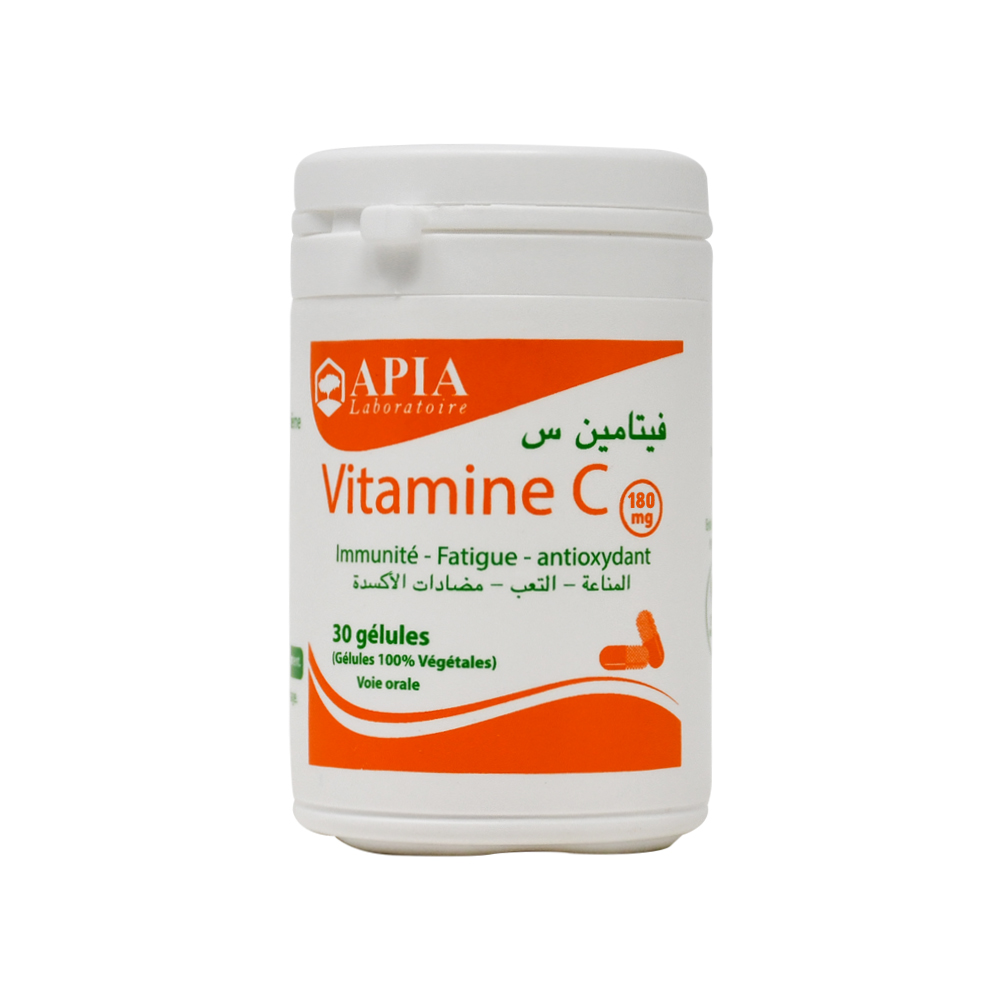 APIA
Laboratoire
فيتامين س
Vitamine C
180
mg
Immunité - Fatigue - antioxydant
المناعة – التعب – مضادات الأكسدة
30 gélules
(Gélules 100% Végétales)
Voie orale